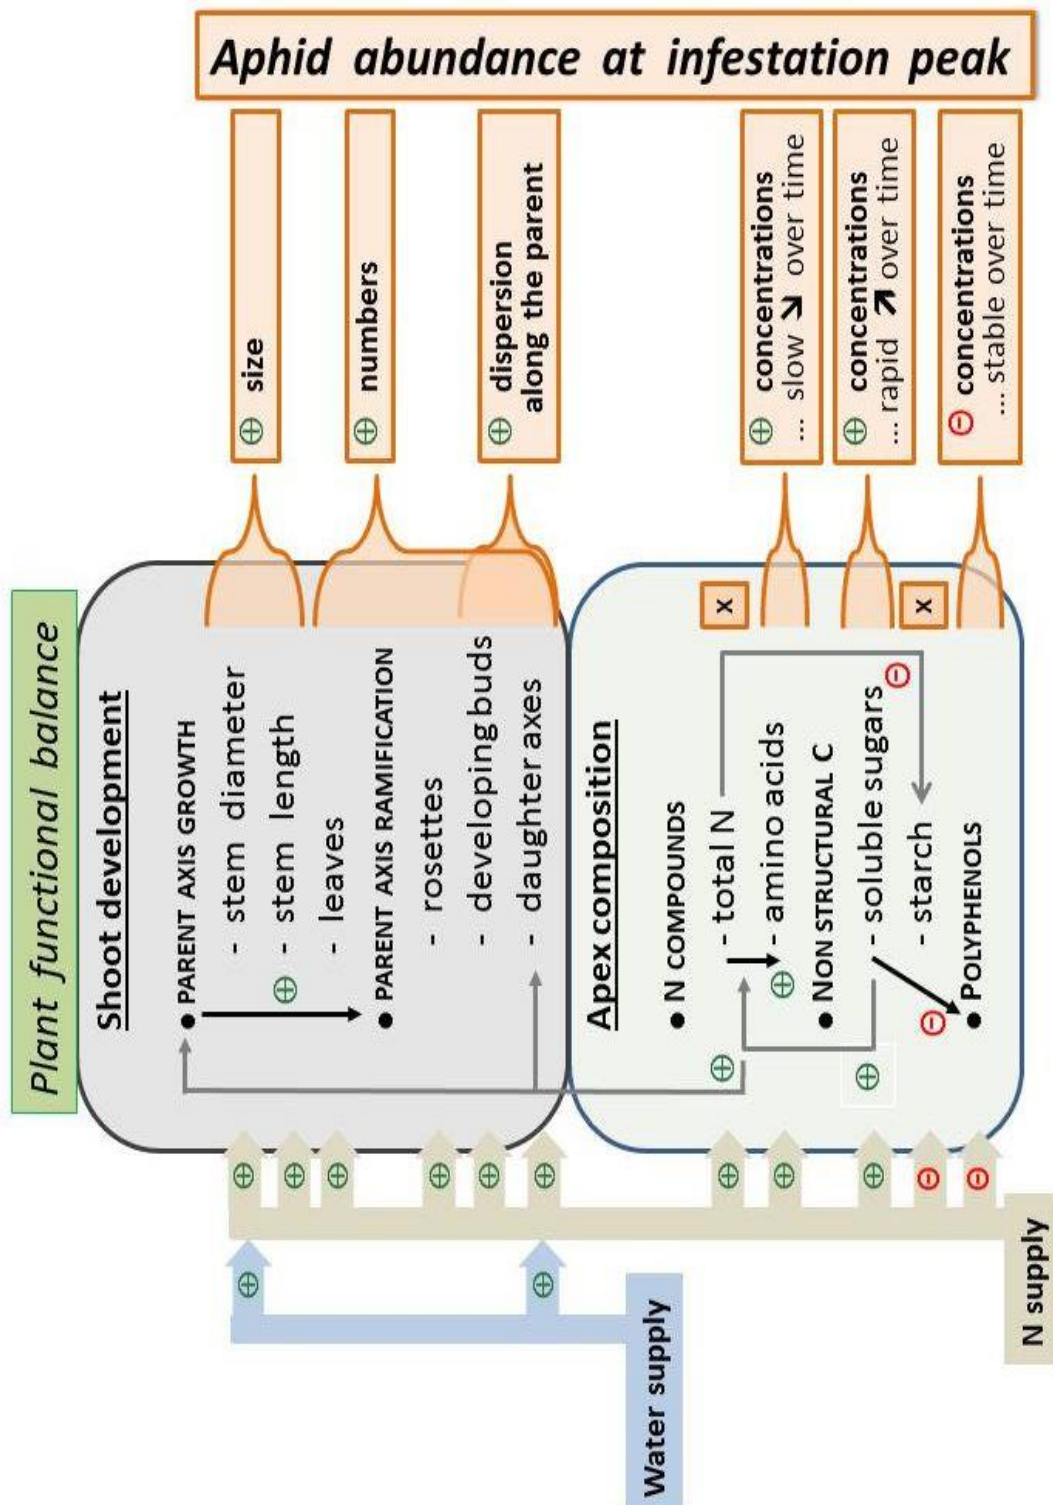 Plant functional balance
Aphid abundance at infestation peak
Shoot development
● PARENT AXIS GROWTH
- stem diameter
- stem length
- leaves
● PARENT AXIS RAMIFICATION
- rosettes
- developing buds
- daughter axes
Apex composition
● N COMPOUNDS
- total N
- amino acids
● NON STRUCTURAL C
- soluble sugars
- starch
● POLYPHENOLS
⊕ size
⊕ numbers
⊕ dispersion
along the parent
⊕ concentrations
... slow ➘ over time
⊕ concentrations
... rapid ➚ over time
⊖ concentrations
... stable over time
x
x
Water supply
N supply